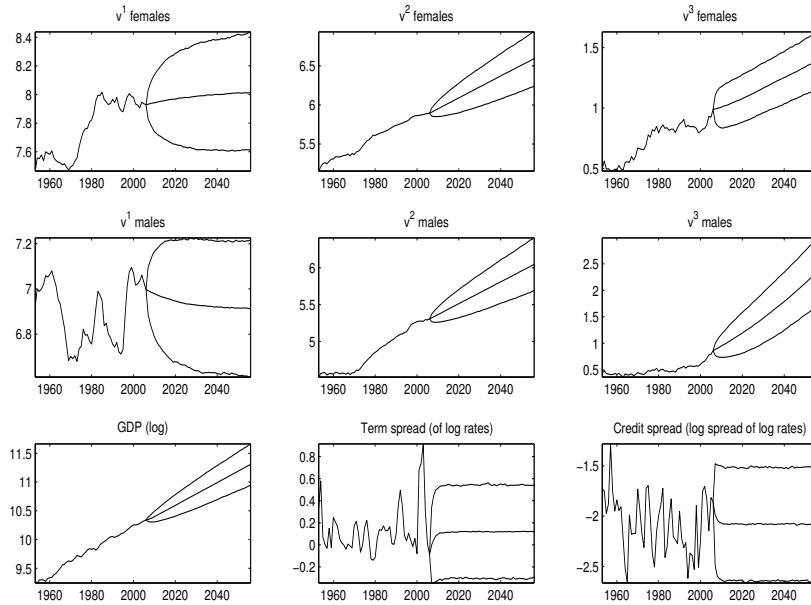 v¹ females
8.4
8.2
8
7.8
7.6
1960 1980 2000 2020 2040
v² females
6.5
6
5.5
1960 1980 2000 2020 2040
v³ females
1.5
1
0.5
1960 1980 2000 2020 2040
v¹ males
7.2
7
6.8
1960 1980 2000 2020 2040
v² males
6
5.5
5
1960 1980 2000 2020 2040
v³ males
2.5
2
1.5
1
0.5
1960 1980 2000 2020 2040
GDP (log)
11.5
11
10.5
10
9.5
1960 1980 2000 2020 2040
Term spread (of log rates)
0.8
0.6
0.4
0.2
0
−0.2
1960 1980 2000 2020 2040
Credit spread (log spread of log rates)
−1.5
−2
−2.5
1960 1980 2000 2020 2040